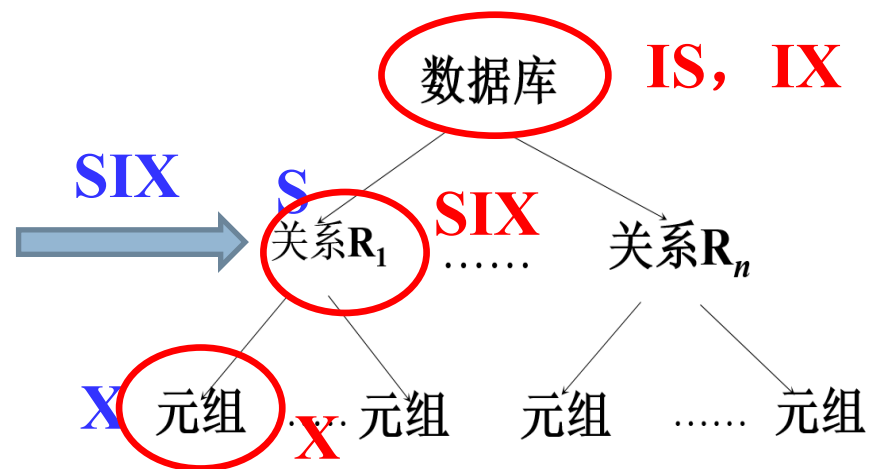 数据库 IS，IX
SIX S
关系R1 …… SIX 关系Rn
X 元组 …… X 元组 元组 …… 元组